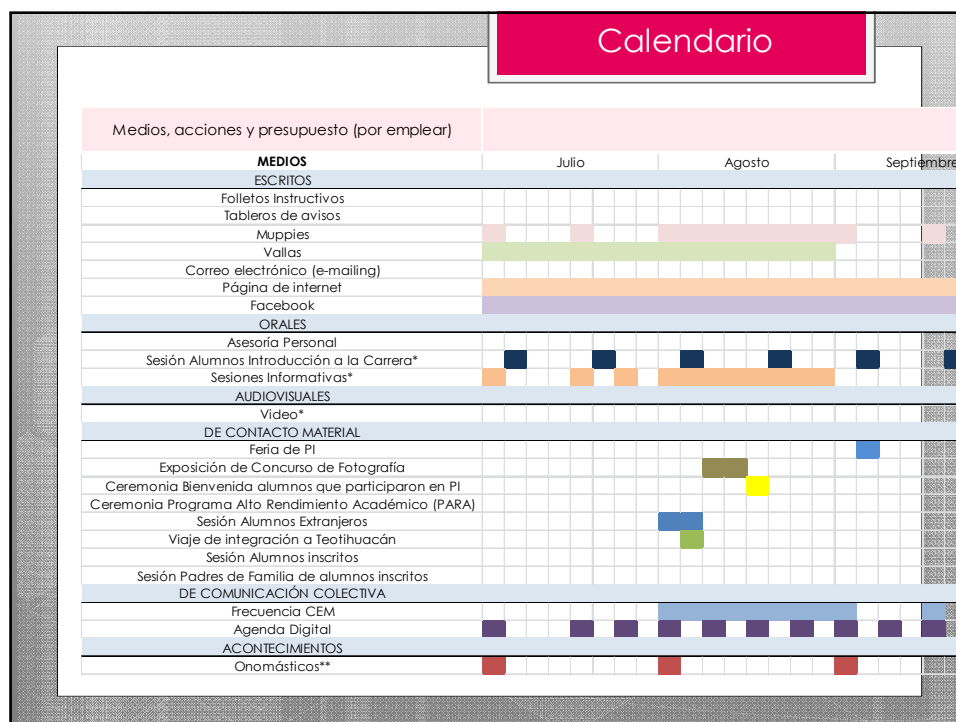 Feria de PI
Calendario
Medios, acciones y presupuesto (por emplear)
MEDIOS Julio Agosto Septiembre
ESCRITOS
Folletos Instructivos
Tableros de avisos
Muppies
Vallas
Correo electrónico (e-mailing)
Página de internet
Facebook
ORALES
Asesoría Personal
Sesión Alumnos Introducción a la Carrera*
Sesiones Informativas*
AUDIOVISUALES
Video*
DE CONTACTO MATERIAL
Feria de PI
Exposición de Concurso de Fotografía
Ceremonia Bienvenida alumnos que participaron en PI
Ceremonia Programa Alto Rendimiento Académico (PARA)
Sesión Alumnos Extranjeros
Viaje de integración a Teotihuacán
Sesión Alumnos inscritos
Sesión Padres de Familia de alumnos inscritos
DE COMUNICACIÓN COLECTIVA
Frecuencia CEM
Agenda Digital
ACONTECIMIENTOS
Onomásticos**